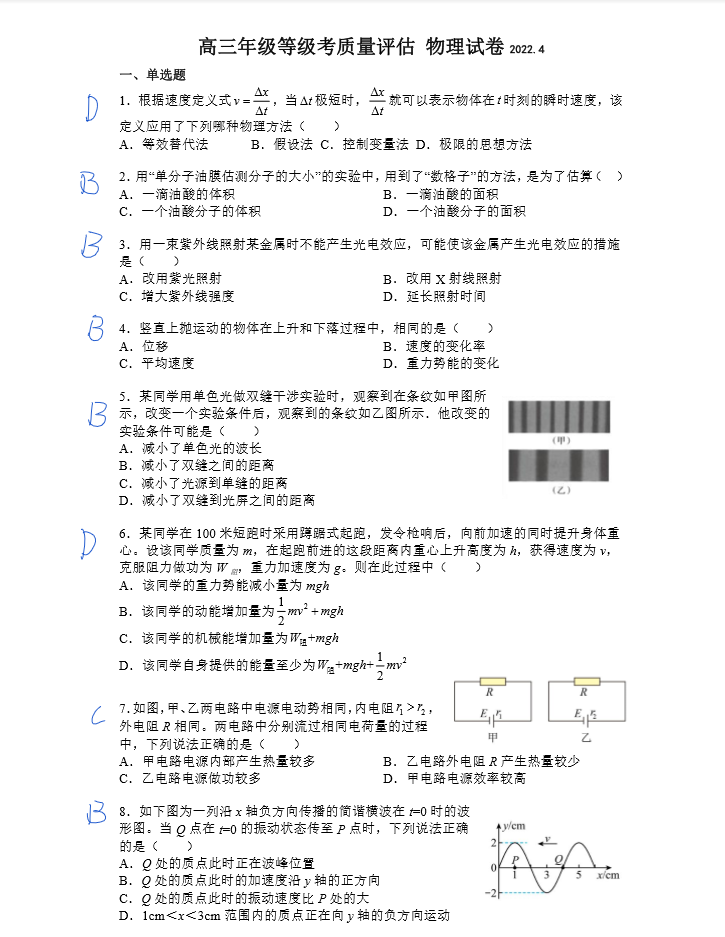 高三年级等级考质量评估 物理试卷 2022.4
一、单选题
D 1．根据速度定义式 v = Δx/Δt，当 Δt 极短时，Δx/Δt 就可以表示物体在 t 时刻的瞬时速度，该
定义应用了下列哪种物理方法（ ）
A．等效替代法 B．假设法 C．控制变量法 D．极限的思想方法
B 2．用“单分子油膜估测分子的大小”的实验中，用到了“数格子”的方法，是为了估算（ ）
A．一滴油酸的体积 B．一滴油酸的面积
C．一个油酸分子的体积 D．一个油酸分子的面积
B 3．用一束紫外线照射某金属时不能产生光电效应，可能使该金属产生光电效应的措施
是（ ）
A．改用紫光照射 B．改用 X 射线照射
C．增大紫外线强度 D．延长照射时间
B 4．竖直上抛运动的物体在上升和下落过程中，相同的是（ ）
A．位移 B．速度的变化率
C．平均速度 D．重力势能的变化
B 5．某同学用单色光做双缝干涉实验时，观察到在条纹如甲图所
示，改变一个实验条件后，观察到的条纹如乙图所示．他改变的
实验条件可能是（ ）
A．减小了单色光的波长
B．减小了双缝之间的距离
C．减小了光源到单缝的距离
D．减小了双缝到光屏之间的距离
(甲)
(乙)
D 6．某同学在 100 米短跑时采用蹲踞式起跑，发令枪响后，向前加速的同时提升身体重
心。设该同学质量为 m，在起跑前进的这段距离内重心上升高度为 h，获得速度为 v，
克服阻力做功为 W阻，重力加速度为 g。则在此过程中（ ）
A．该同学的重力势能减小量为 mgh
B．该同学的动能增加量为 1/2 mv² + mgh
C．该同学的机械能增加量为 W阻+mgh
D．该同学自身提供的能量至少为 W阻+mgh+ 1/2 mv²
C 7.如图，甲、乙两电路中电源电动势相同，内电阻 r₁ > r₂，
外电阻 R 相同。两电路中分别流过相同电荷量的过程
中，下列说法正确的是（ ）
R R
E r₁ E r₂
甲 乙
A．甲电路电源内部产生热量较多 B．乙电路外电阻 R 产生热量较少
C．乙电路电源做功较多 D．甲电路电源效率较高
B 8．如下图为一列沿 x 轴负方向传播的简谐横波在 t=0 时的波
形图。当 Q 点在 t=0 的振动状态传至 P 点时，下列说法正确
的是（ ）
A．Q 处的质点此时正在波峰位置
B．Q 处的质点此时的加速度沿 y 轴的正方向
C．Q 处的质点此时的振动速度比 P 处的大
D．1cm＜x＜3cm 范围内的质点正在向 y 轴的负方向运动
y/cm
v
2
P Q
0 1 3 5 x/cm
-2